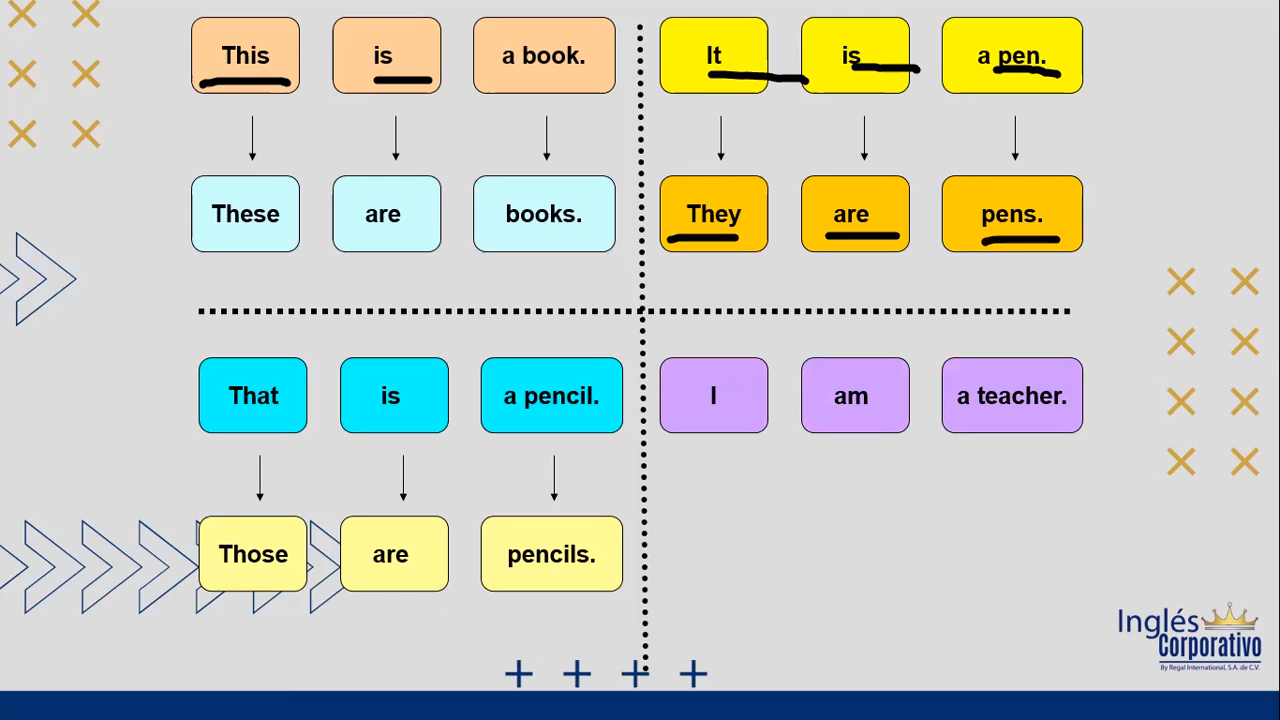 This is a book.
These are books.
It is a pen.
They are pens.
That is a pencil.
Those are pencils.
I am a teacher.
Inglés
Corporativo
By Regal International, S.A. de C.V.